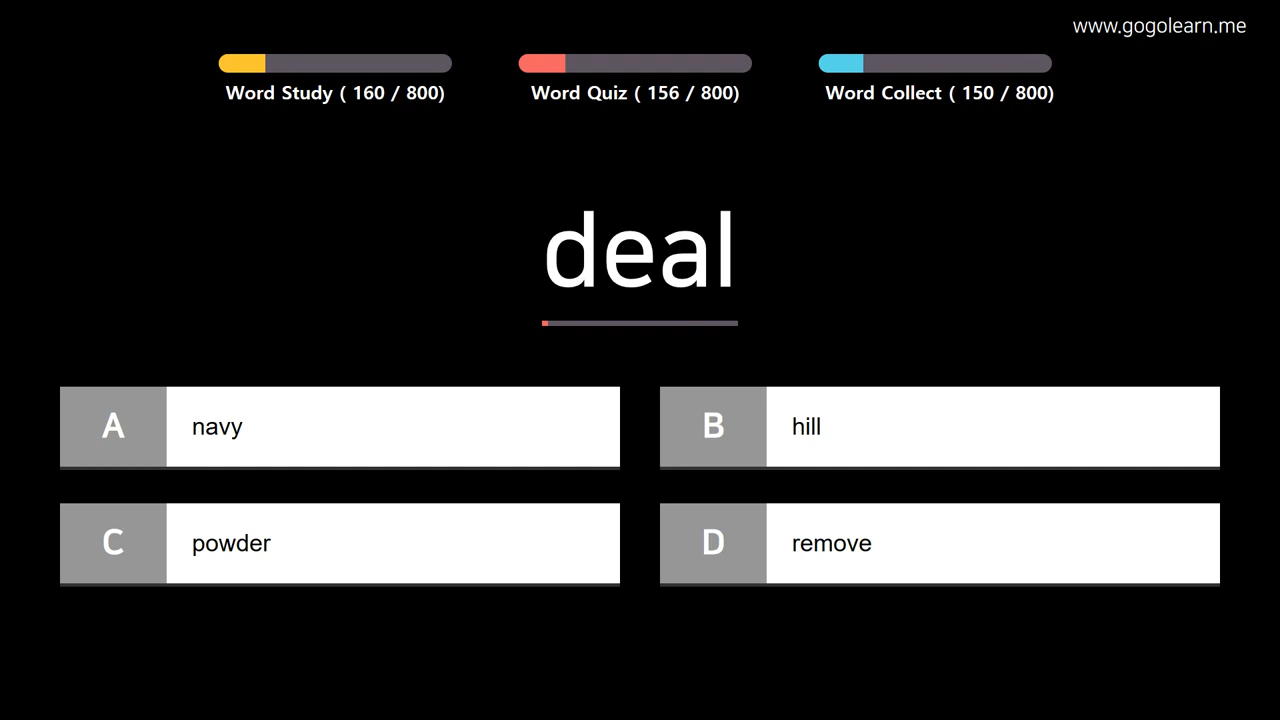 www.gogolearn.me
Word Study ( 160 / 800)
Word Quiz ( 156 / 800)
Word Collect ( 150 / 800)
deal
A navy
B hill
C powder
D remove